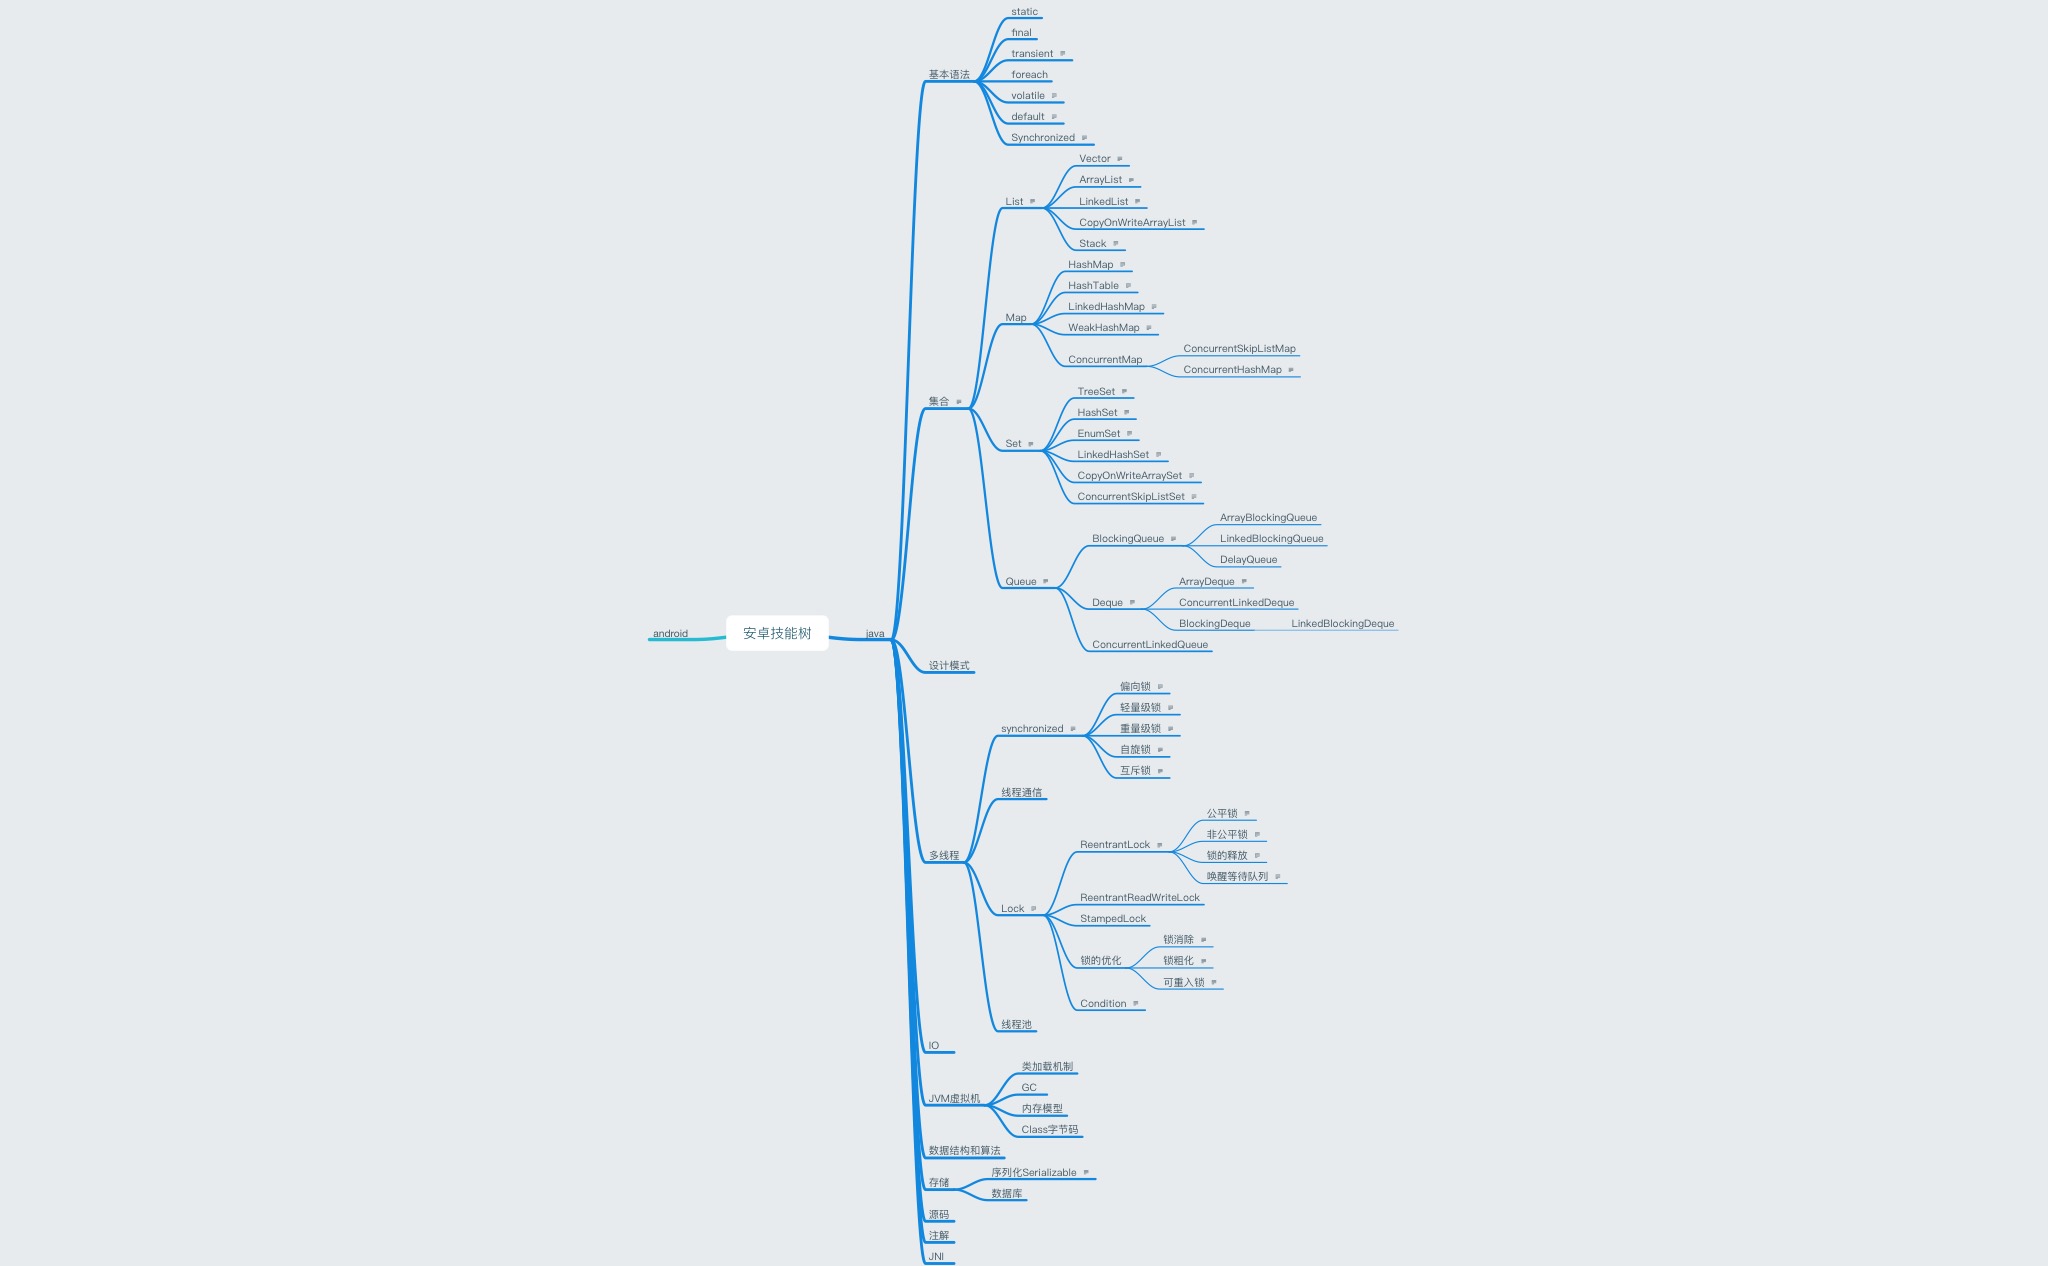 安卓技能树
android
java
基本语法
static
final
transient
foreach
volatile
default
Synchronized
集合
List
Vector
ArrayList
LinkedList
CopyOnWriteArrayList
Stack
Map
HashMap
HashTable
LinkedHashMap
WeakHashMap
ConcurrentMap
ConcurrentSkipListMap
ConcurrentHashMap
Set
TreeSet
HashSet
EnumSet
LinkedHashSet
CopyOnWriteArraySet
ConcurrentSkipListSet
Queue
BlockingQueue
ArrayBlockingQueue
LinkedBlockingQueue
DelayQueue
Deque
ArrayDeque
ConcurrentLinkedDeque
BlockingDeque
LinkedBlockingDeque
ConcurrentLinkedQueue
设计模式
多线程
synchronized
偏向锁
轻量级锁
重量级锁
自旋锁
互斥锁
线程通信
Lock
ReentrantLock
公平锁
非公平锁
锁的释放
唤醒等待队列
ReentrantReadWriteLock
StampedLock
锁的优化
锁消除
锁粗化
可重入锁
Condition
线程池
IO
JVM虚拟机
类加载机制
GC
内存模型
Class字节码
数据结构和算法
存储
序列化Serializable
数据库
源码
注解
JNI